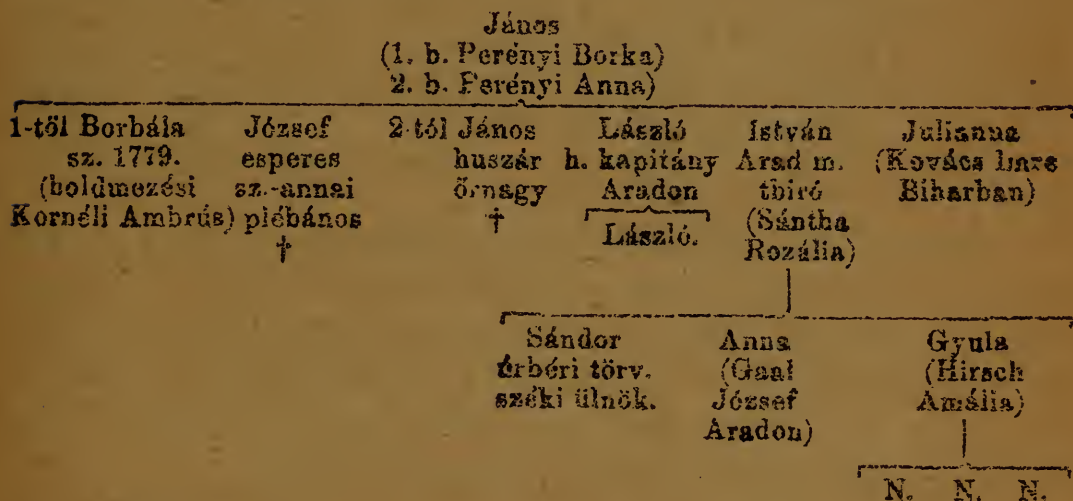 János
(1. b. Perényi Borka)
2. b. Perényi Anna)
1-től Borbála József 2-tól János László István Julianna
sz. 1779. esperes huszár h. kapitány Arad m. (Kovács Imre
(boldmezési sz.-annai őrnagy Aradon tbiró Biharban)
Kornéli Ambrús) plébános † László. (Sántha
† Rozália)
Sándor Anna Gyula
úrbéri törv. (Gaal (Hirsch
széki ülnök. József Amália)
Aradon)
N. N. N.